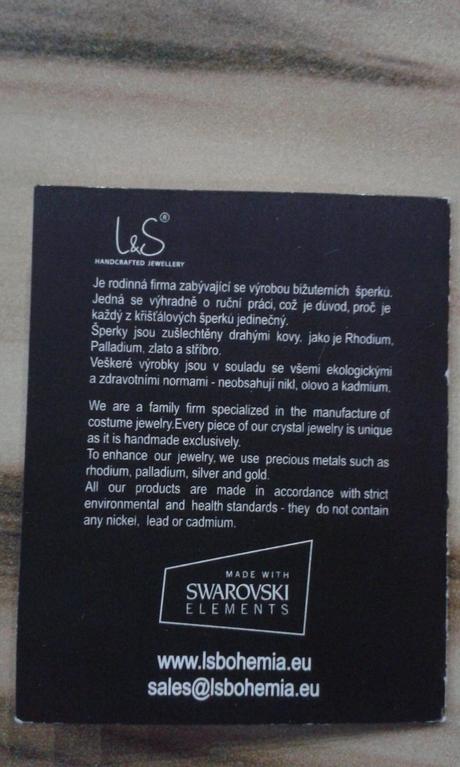 L&S®
HANDCRAFTED JEWELLERY
Je rodinná firma zabývající se výrobou bižuterních šperků.
Jedná se výhradně o ruční práci, což je důvod, proč je
každý z křišťálových šperků jedinečný.
Šperky jsou zušlechtěny drahými kovy, jako je Rhodium,
Palladium, zlato a stříbro.
Veškeré výrobky jsou v souladu se všemi ekologickými
a zdravotními normami - neobsahují nikl, olovo a kadmium.
We are a family firm specialized in the manufacture of
costume jewelry.Every piece of our crystal jewelry is unique
as it is handmade exclusively.
To enhance our jewelry, we use precious metals such as
rhodium, palladium, silver and gold.
All our products are made in accordance with strict
environmental and health standards - they do not contain
any nickel, lead or cadmium.
MADE WITH
SWAROVSKI
ELEMENTS
www.lsbohemia.eu
sales@lsbohemia.eu